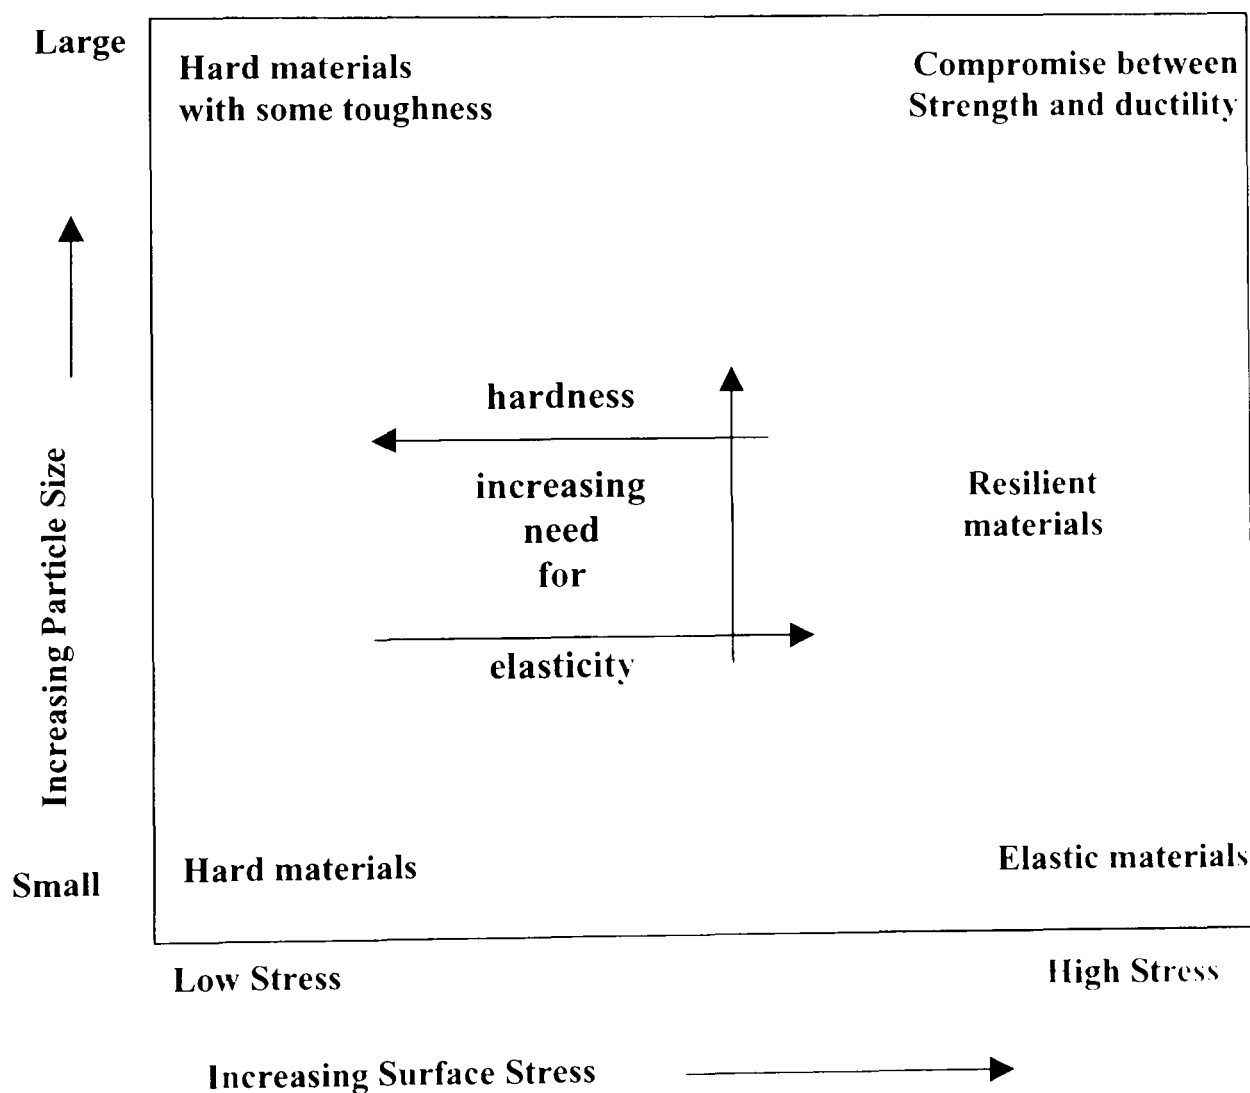 Large
Hard materials
with some toughness
Compromise between
Strength and ductility
Increasing Particle Size
hardness
increasing
need
for
elasticity
Resilient
materials
Small
Hard materials
Elastic materials
Low Stress
High Stress
Increasing Surface Stress